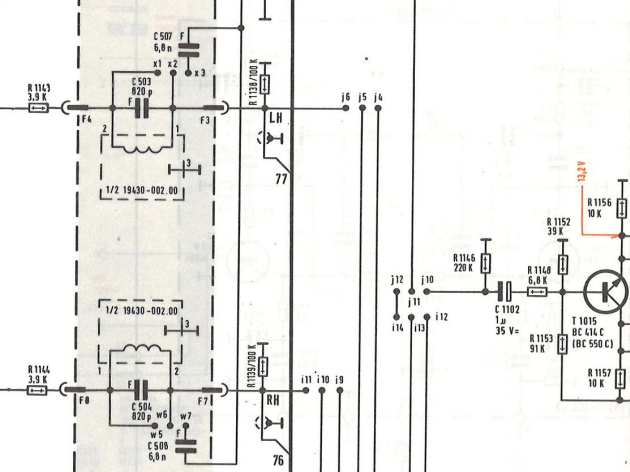 C 507
6,8 n
F
x1 x2
x3
R 1143
3,9 K
C 503
820 p
F
F4
F3
R 1138/100 K
LH
j6 j5 j4
2
1
3
1/2 19430-002.00
77
13,2 V
R 1156
10 K
R 1152
39 K
R 1146
220 K
R 1148
6,8 K
j12
j10
j11
i14
i13
i12
C 1102
1 µ
35 V=
T 1015
BC 414 C
(BC 550 C)
R 1153
91 K
R 1157
10 K
1/2 19430-002.00
3
1
2
R 1144
3,9 K
F8
F
F7
C 504
820 p
w6
w7
w5
F
C 508
6,8 n
R 1139/100 K
i11 i10 i9
RH
76